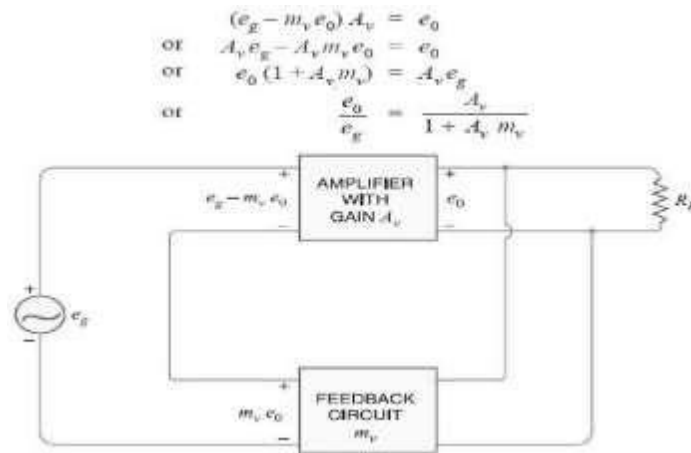 (e_g − m_v e_0) A_v = e_0
or A_v e_g − A_v m_v e_0 = e_0
or e_0 (1 + A_v m_v) = A_v e_g
or e_0 / e_g = A_v / (1 + A_v m_v)
+ +
AMPLIFIER
WITH
GAIN A_v
e_g − m_v e_0
e_0
− −
+
e_g
−
+
FEEDBACK
CIRCUIT
m_v
m_v e_0
−